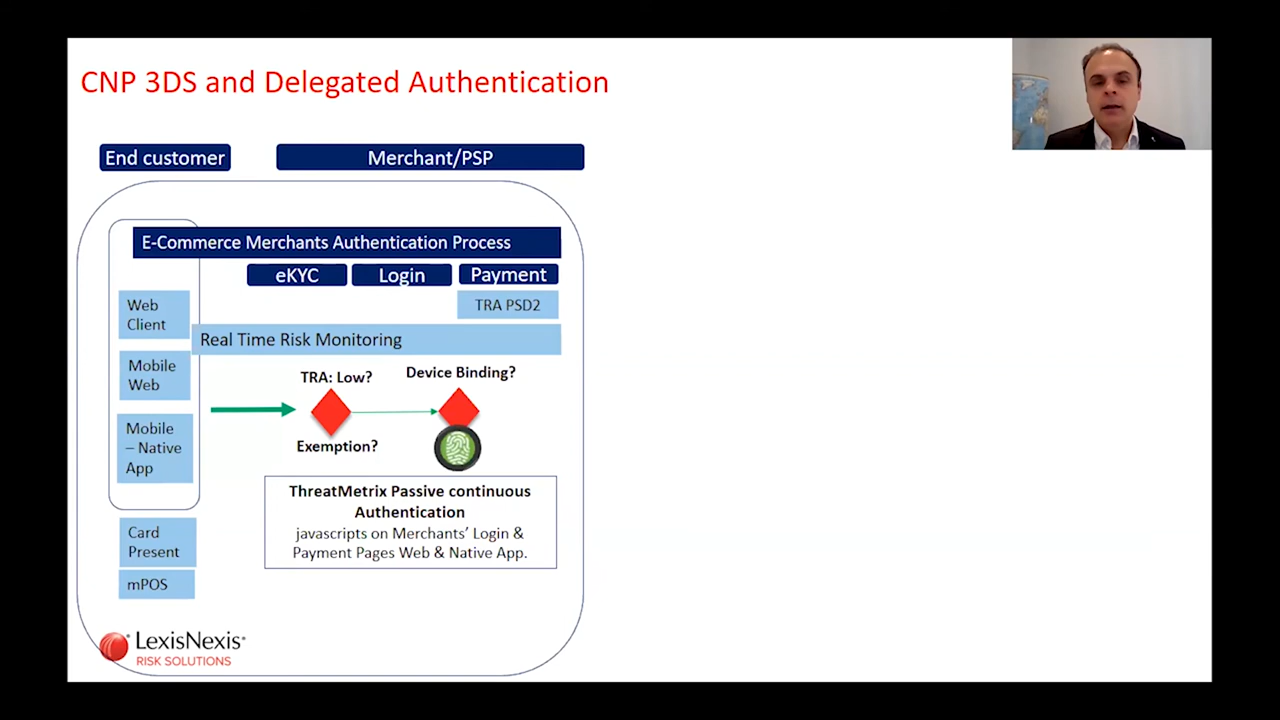 CNP 3DS and Delegated Authentication
End customer
Merchant/PSP
E-Commerce Merchants Authentication Process
eKYC
Login
Payment
TRA PSD2
Web
Client
Real Time Risk Monitoring
Mobile
Web
TRA: Low?
Device Binding?
Mobile
– Native
App
Exemption?
ThreatMetrix Passive continuous
Authentication
javascripts on Merchants’ Login &
Payment Pages Web & Native App.
Card
Present
mPOS
LexisNexis®
RISK SOLUTIONS